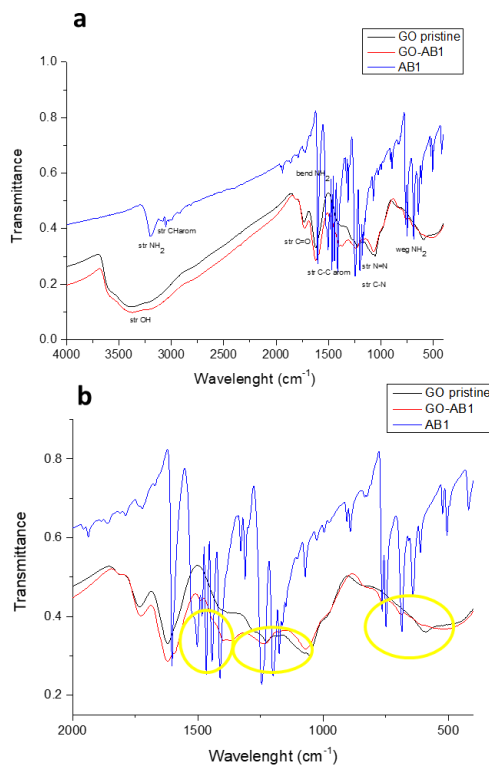 a
GO pristine
GO-AB1
AB1
1.0
0.8
0.6
0.4
0.2
0.0
Transmittance
bend NH2
str NH2
str CHarom
str C=O
str C-C arom
str N=N
str C-N
weg NH2
str OH
4000 3500 3000 2500 2000 1500 1000 500
Wavelenght (cm-1)
b
GO pristine
GO-AB1
AB1
0.8
0.6
0.4
0.2
Transmittance
2000 1500 1000 500
Wavelenght (cm-1)